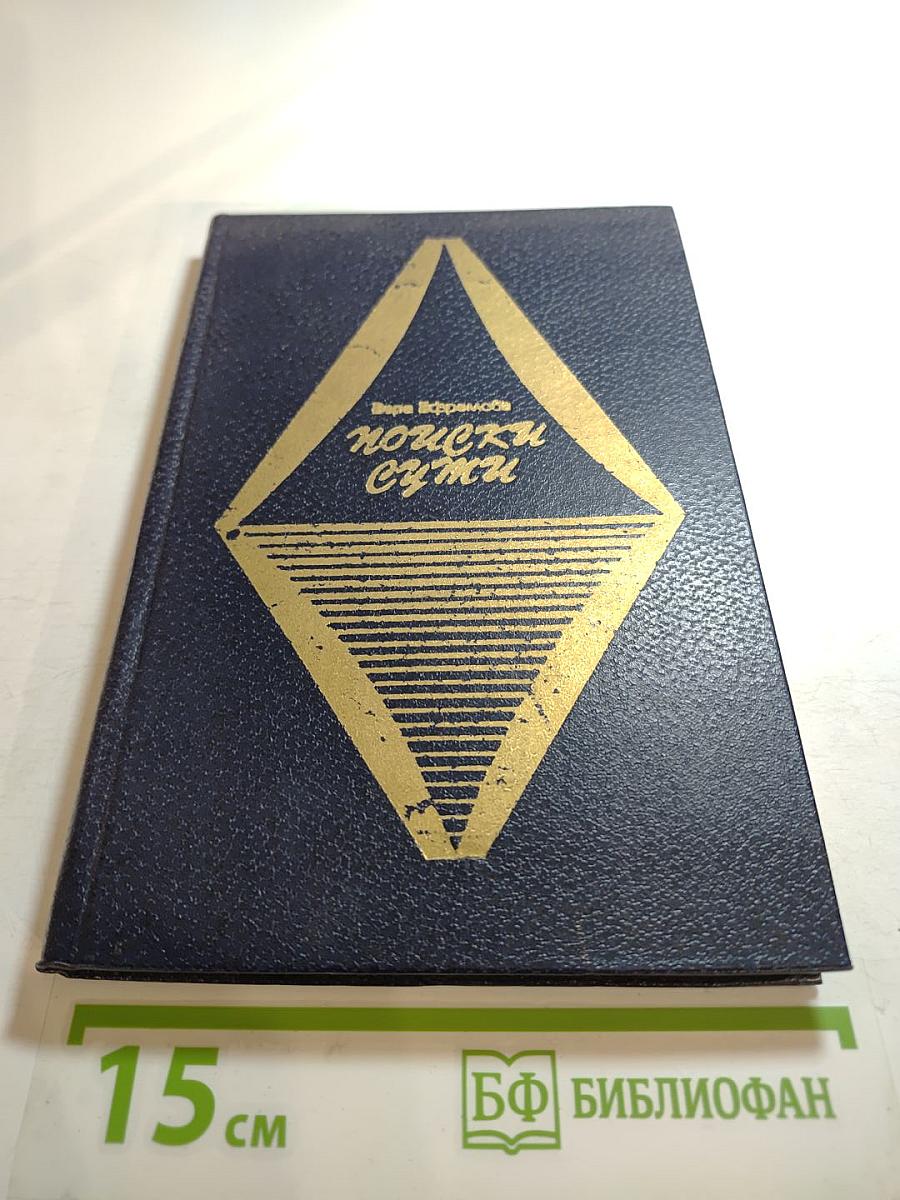 Вера Ефремова
ПОИСКИ
СУТИ
15 см
БФ БИБЛИОФАН